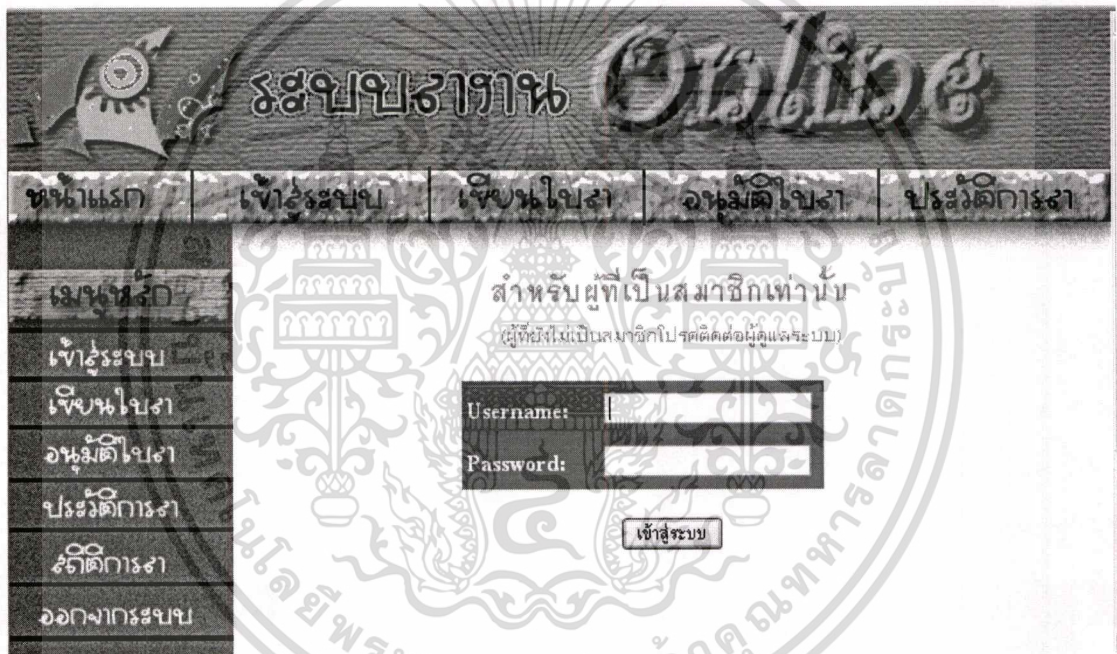 ระบบลางาน Online
หน้าแรก เข้าสู่ระบบ เขียนใบลา อนุมัติใบลา ประวัติการลา
เมนูหลัก
เข้าสู่ระบบ
เขียนใบลา
อนุมัติใบลา
ประวัติการลา
สถิติการลา
ออกจากระบบ
สำหรับผู้ที่เป็นสมาชิกเท่านั้น
(ผู้ที่ยังไม่เป็นสมาชิกโปรดติดต่อผู้ดูแลระบบ)
Username:
Password:
เข้าสู่ระบบ